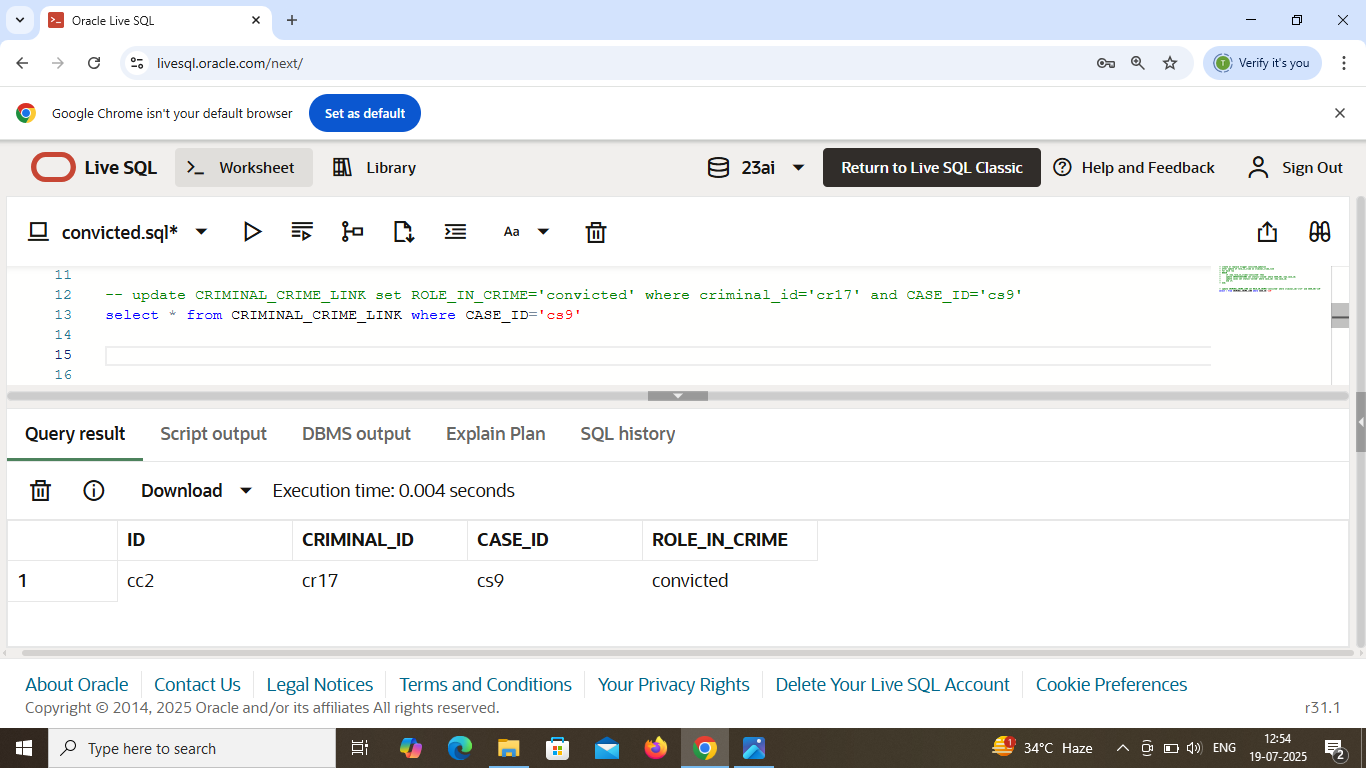 Oracle Live SQL
livesql.oracle.com/next/
Verify it's you
Google Chrome isn't your default browser
Set as default
Live SQL
Worksheet
Library
23ai
Return to Live SQL Classic
Help and Feedback
Sign Out
convicted.sql*
Aa
11
12 -- update CRIMINAL_CRIME_LINK set ROLE_IN_CRIME='convicted' where criminal_id='cr17' and CASE_ID='cs9'
13 select * from CRIMINAL_CRIME_LINK where CASE_ID='cs9'
14
15
16
Query result Script output DBMS output Explain Plan SQL history
Download Execution time: 0.004 seconds
ID CRIMINAL_ID CASE_ID ROLE_IN_CRIME
1 cc2 cr17 cs9 convicted
About Oracle Contact Us Legal Notices Terms and Conditions Your Privacy Rights Delete Your Live SQL Account Cookie Preferences
Copyright © 2014, 2025 Oracle and/or its affiliates All rights reserved. r31.1
Type here to search
1
34°C Haze
ENG
12:54
19-07-2025
2